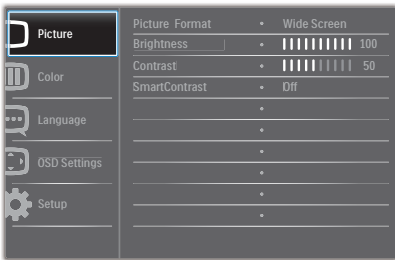 Picture
Color
Language
OSD Settings
Setup
Picture Format • Wide Screen
Brightness • 100
Contrast • 50
SmartContrast • Off
•
•
•
•
•
•